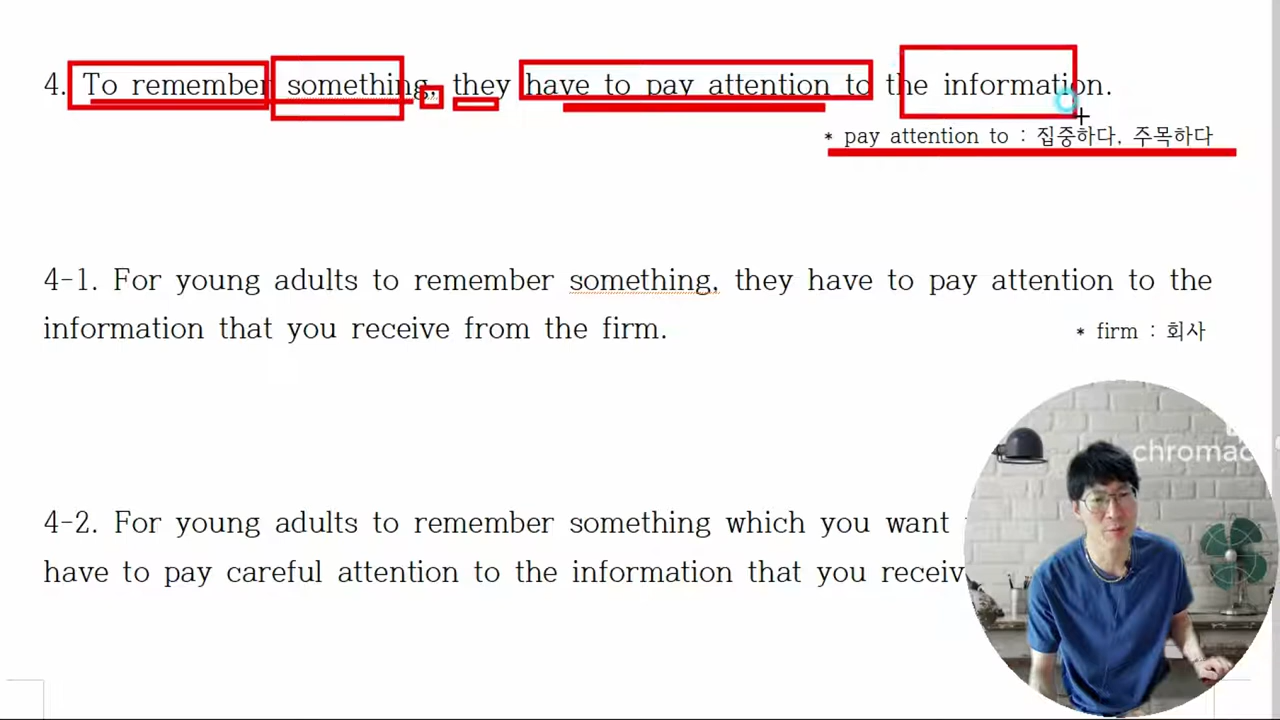 4. To remember something, they have to pay attention to the information.
* pay attention to : 집중하다, 주목하다
4-1. For young adults to remember something, they have to pay attention to the
information that you receive from the firm.
* firm : 회사
4-2. For young adults to remember something which you want
have to pay careful attention to the information that you receiv
chromac